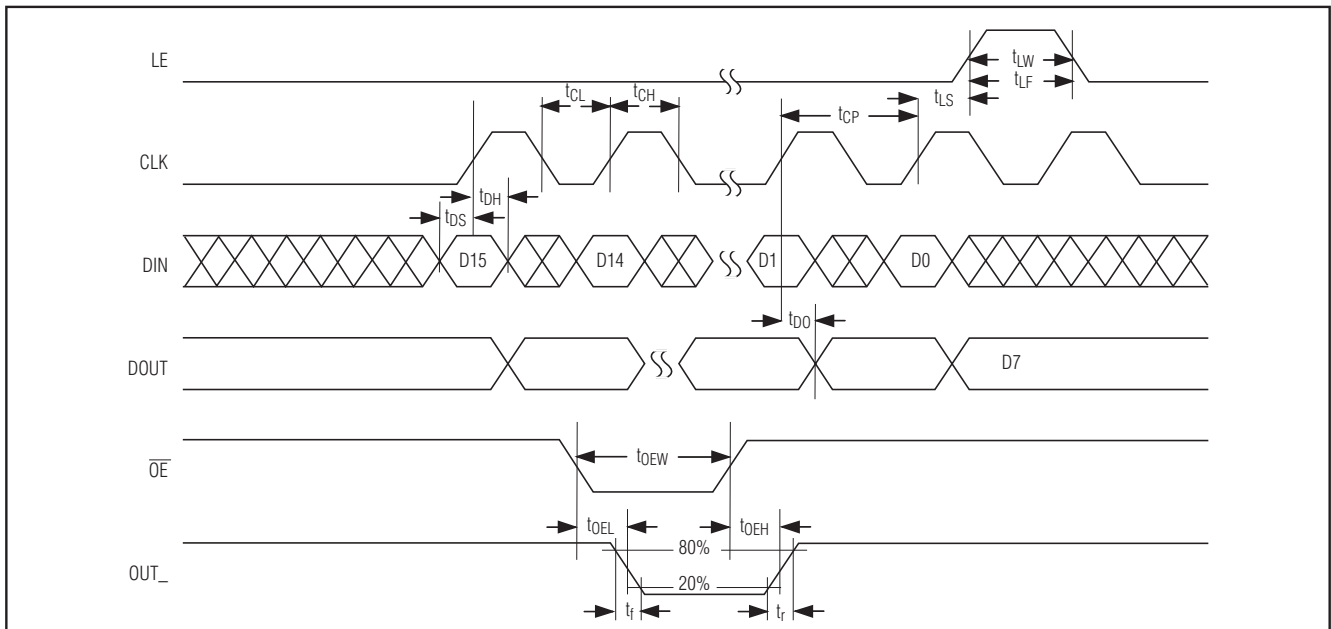 LE
tLW
tLF
tCL
tCH
tLS
tCP
CLK
tDH
tDS
DIN
D15
D14
D1
D0
tDO
DOUT
D7
OE
tOEW
tOEL
tOEH
80%
OUT_
20%
tf
tr